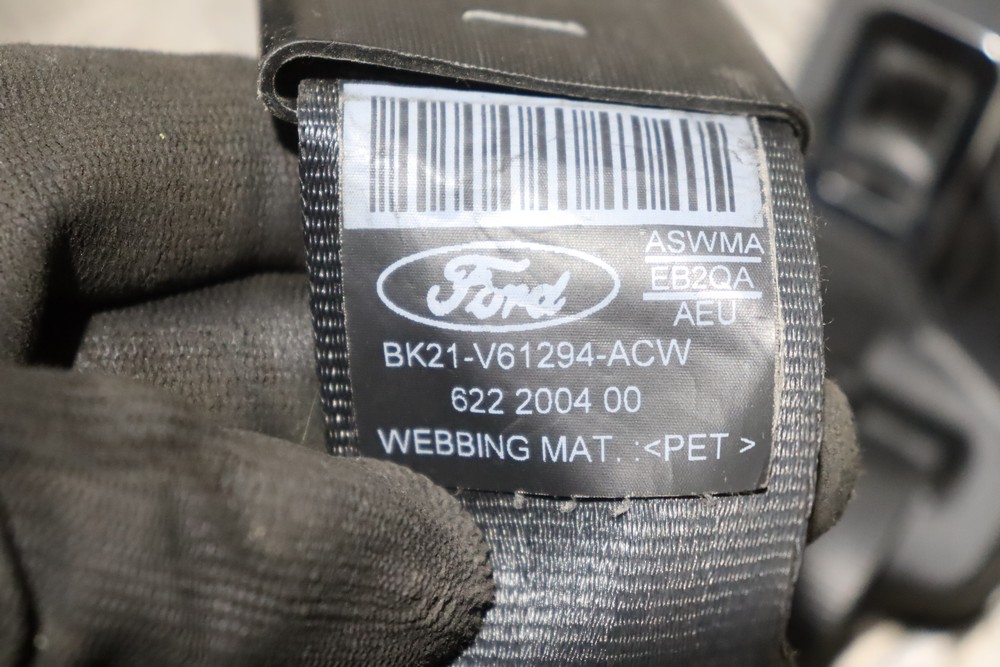 ASWMA
EB2QA
AEU
Ford
BK21-V61294-ACW
622 2004 00
WEBBING MAT. :<PET >